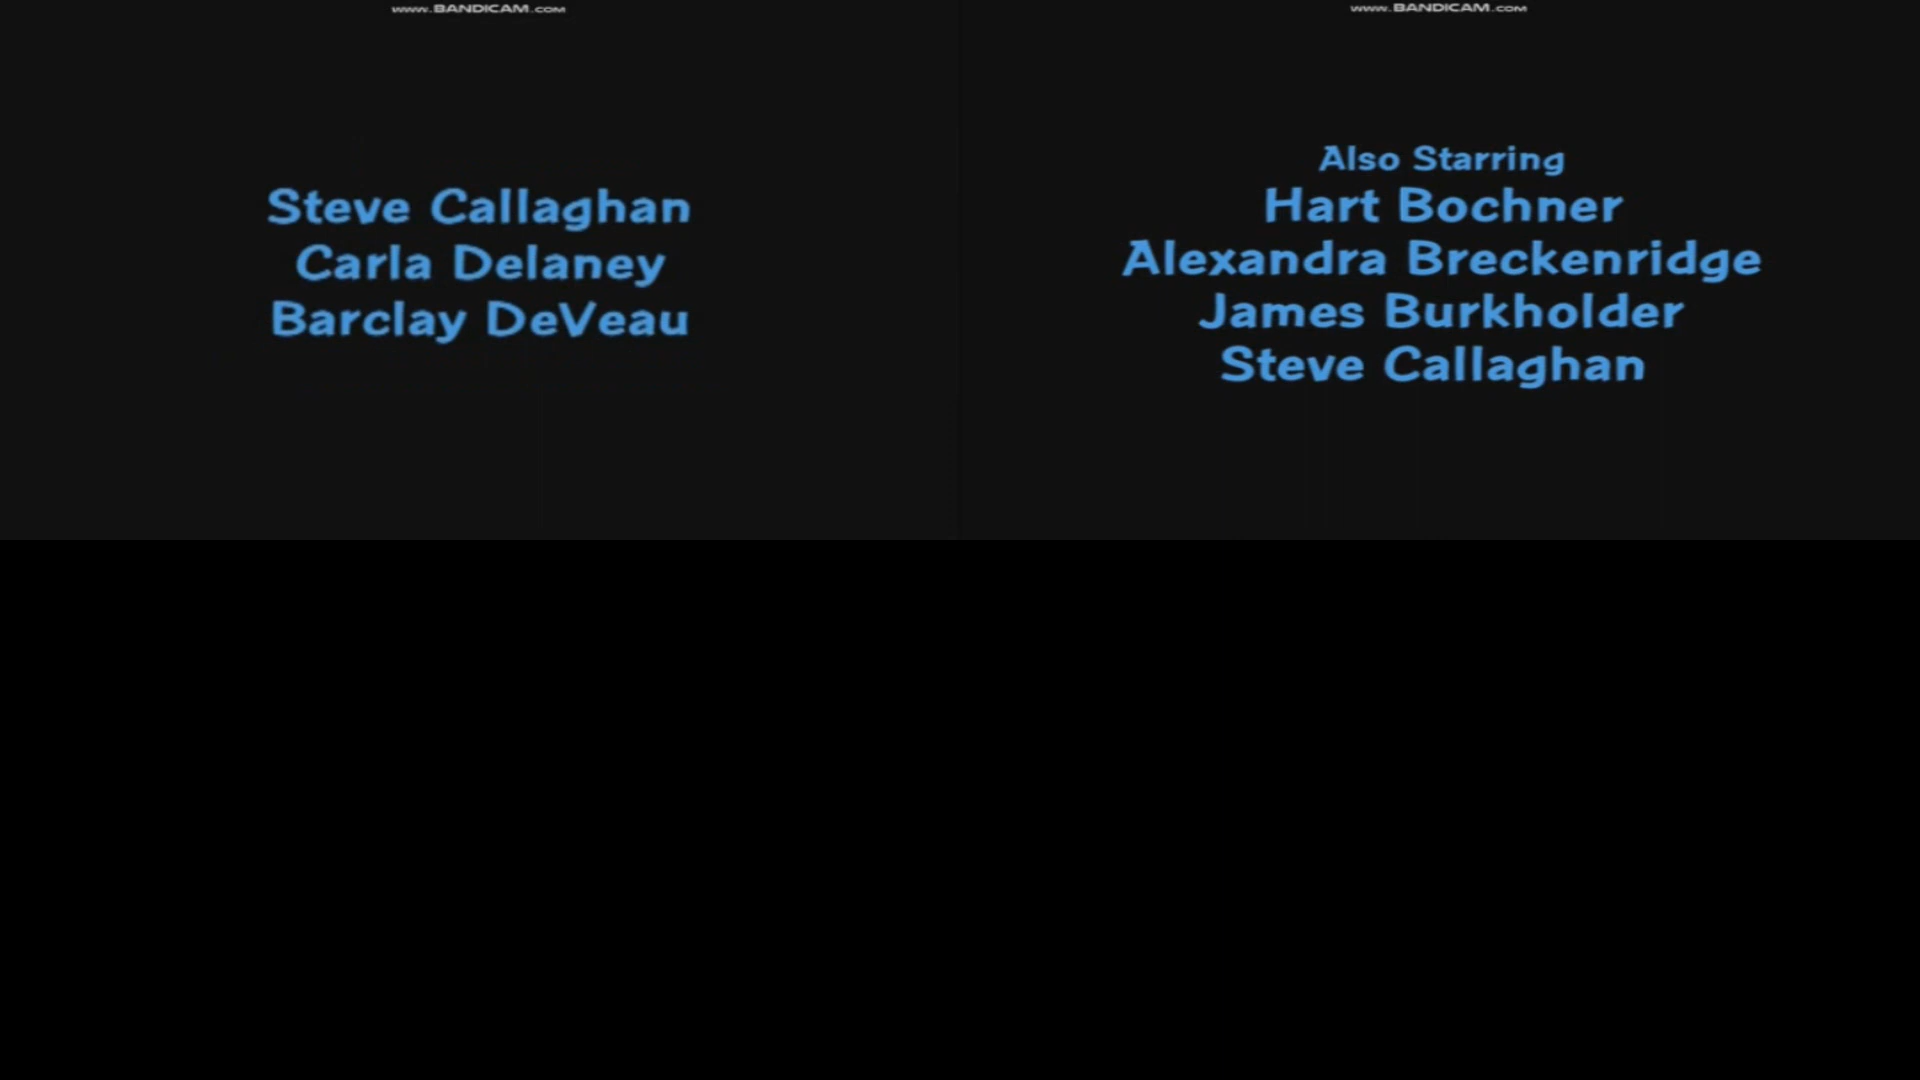 www.BANDICAM.com
Steve Callaghan
Carla Delaney
Barclay DeVeau
www.BANDICAM.com
Also Starring
Hart Bochner
Alexandra Breckenridge
James Burkholder
Steve Callaghan